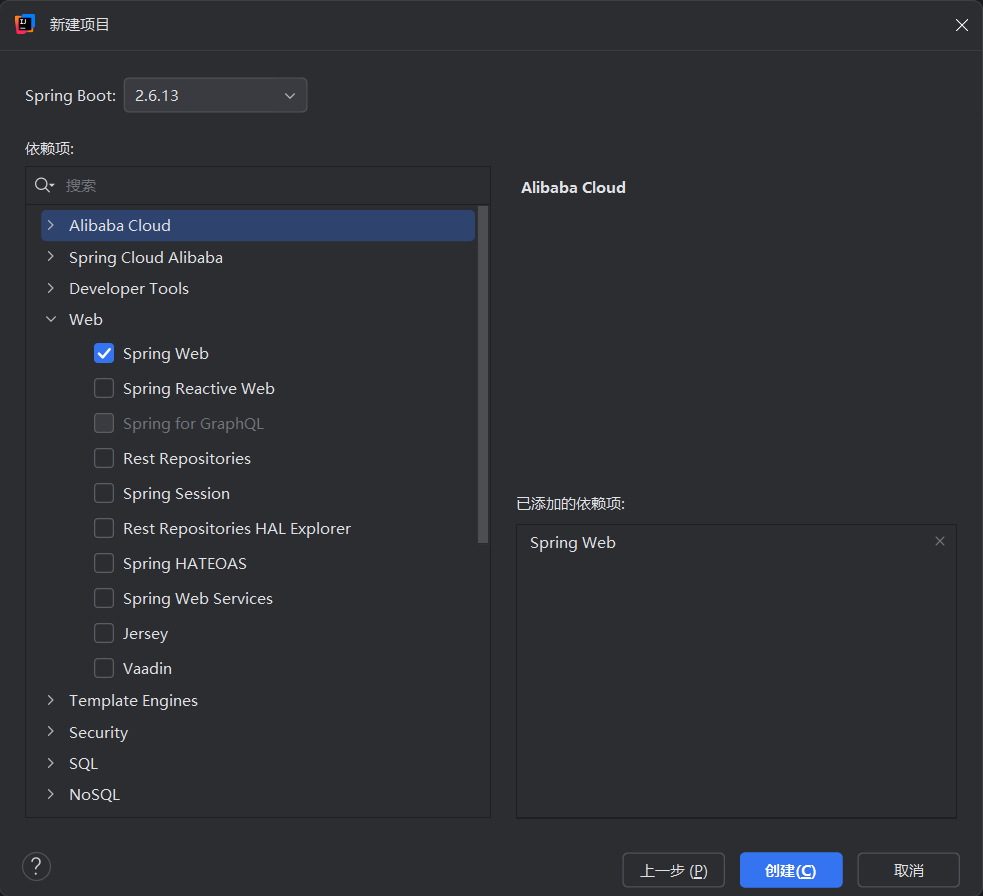 新建项目
Spring Boot: 2.6.13
依赖项:
搜索
Alibaba Cloud
Spring Cloud Alibaba
Developer Tools
Web
Spring Web
Spring Reactive Web
Spring for GraphQL
Rest Repositories
Spring Session
Rest Repositories HAL Explorer
Spring HATEOAS
Spring Web Services
Jersey
Vaadin
Template Engines
Security
SQL
NoSQL
Alibaba Cloud
已添加的依赖项:
Spring Web
?
上一步 (P) 创建(C) 取消